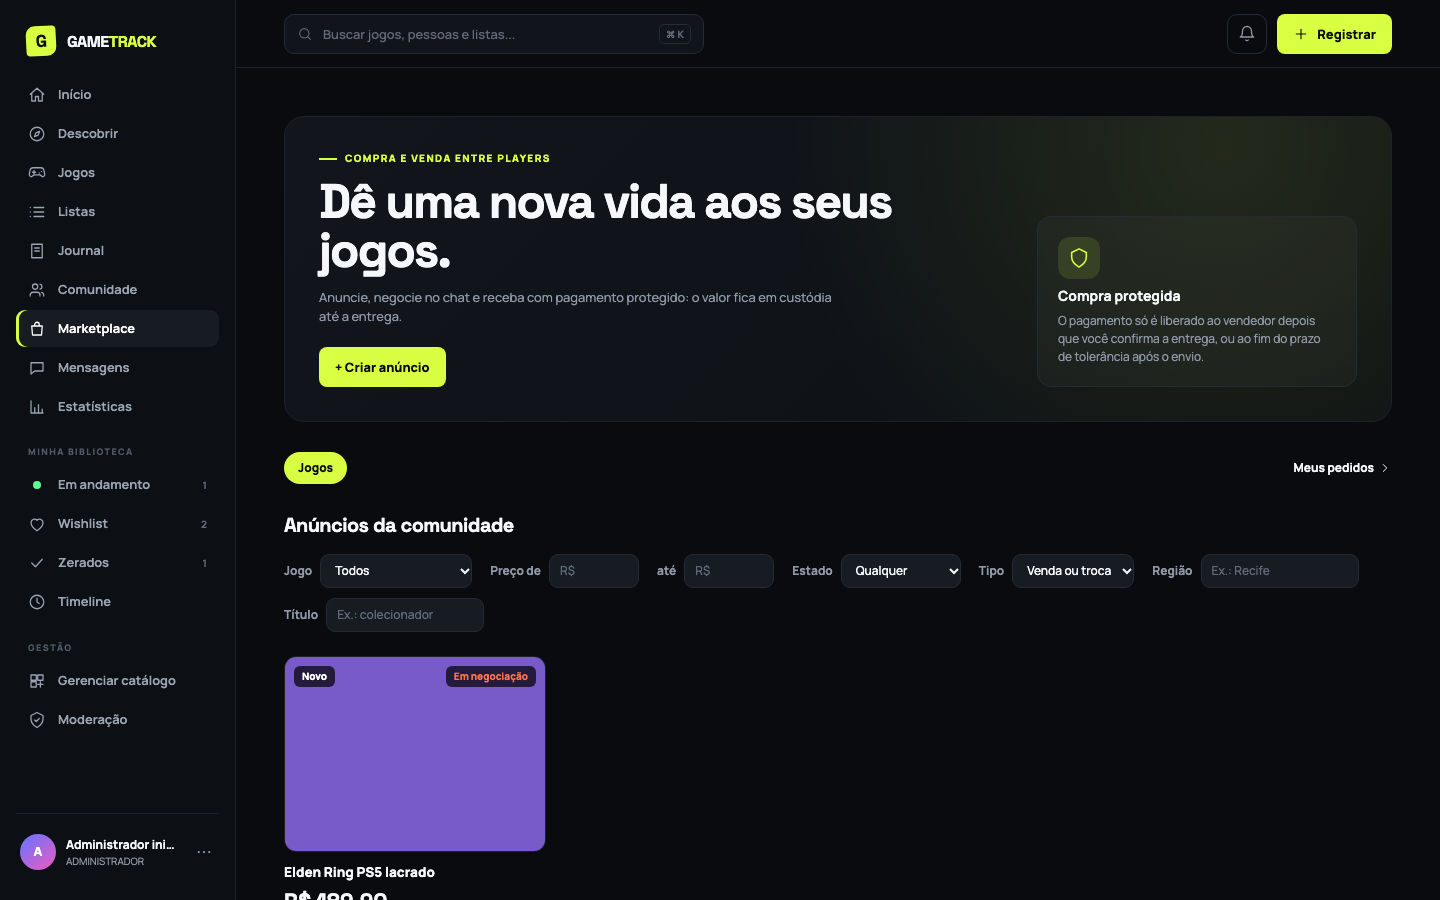 G GAMETRACK
Buscar jogos, pessoas e listas...
⌘ K
Registrar
Início
Descobrir
Jogos
Listas
Journal
Comunidade
Marketplace
Mensagens
Estatísticas
MINHA BIBLIOTECA
Em andamento 1
Wishlist 2
Zerados 1
Timeline
GESTÃO
Gerenciar catálogo
Moderação
A
Administrador ini...
ADMINISTRADOR
COMPRA E VENDA ENTRE PLAYERS
Dê uma nova vida aos seus
jogos.
Anuncie, negocie no chat e receba com pagamento protegido: o valor fica em custódia
até a entrega.
+ Criar anúncio
Compra protegida
O pagamento só é liberado ao vendedor depois
que você confirma a entrega, ou ao fim do prazo
de tolerância após o envio.
Jogos
Meus pedidos
Anúncios da comunidade
Jogo Todos Preço de R$ até R$ Estado Qualquer Tipo Venda ou troca Região Ex.: Recife
Título Ex.: colecionador
Novo Em negociação
Elden Ring PS5 lacrado
R$ 489,90